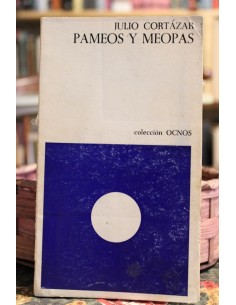 JULIO CORTÁZAR
PAMEOS Y MEOPAS
colección OCNOS